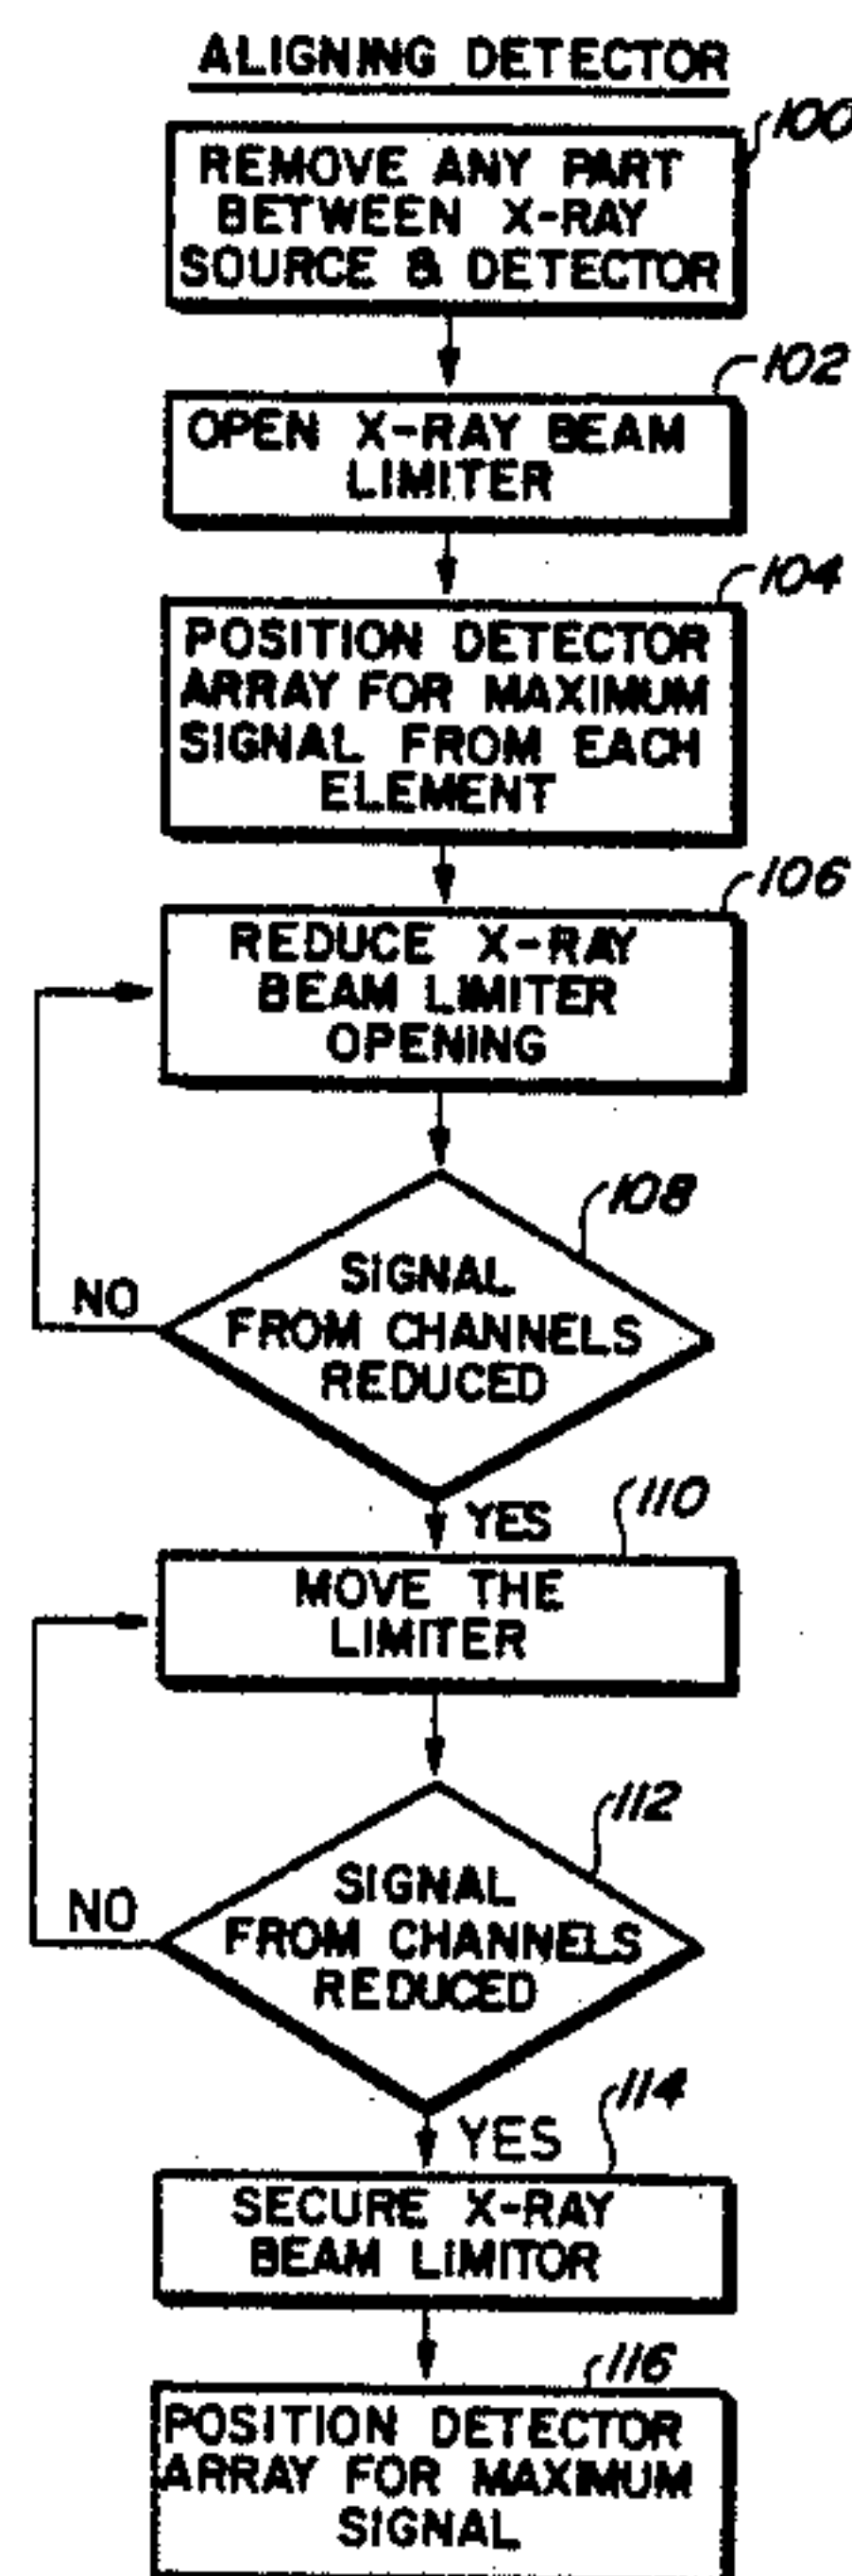 ALIGNING DETECTOR
100
REMOVE ANY PART
BETWEEN X-RAY
SOURCE & DETECTOR
102
OPEN X-RAY BEAM
LIMITER
104
POSITION DETECTOR
ARRAY FOR MAXIMUM
SIGNAL FROM EACH
ELEMENT
106
REDUCE X-RAY
BEAM LIMITER
OPENING
108
SIGNAL
FROM CHANNELS
REDUCED
NO
YES
110
MOVE THE
LIMITER
112
SIGNAL
FROM CHANNELS
REDUCED
NO
YES
114
SECURE X-RAY
BEAM LIMITOR
116
POSITION DETECTOR
ARRAY FOR MAXIMUM
SIGNAL